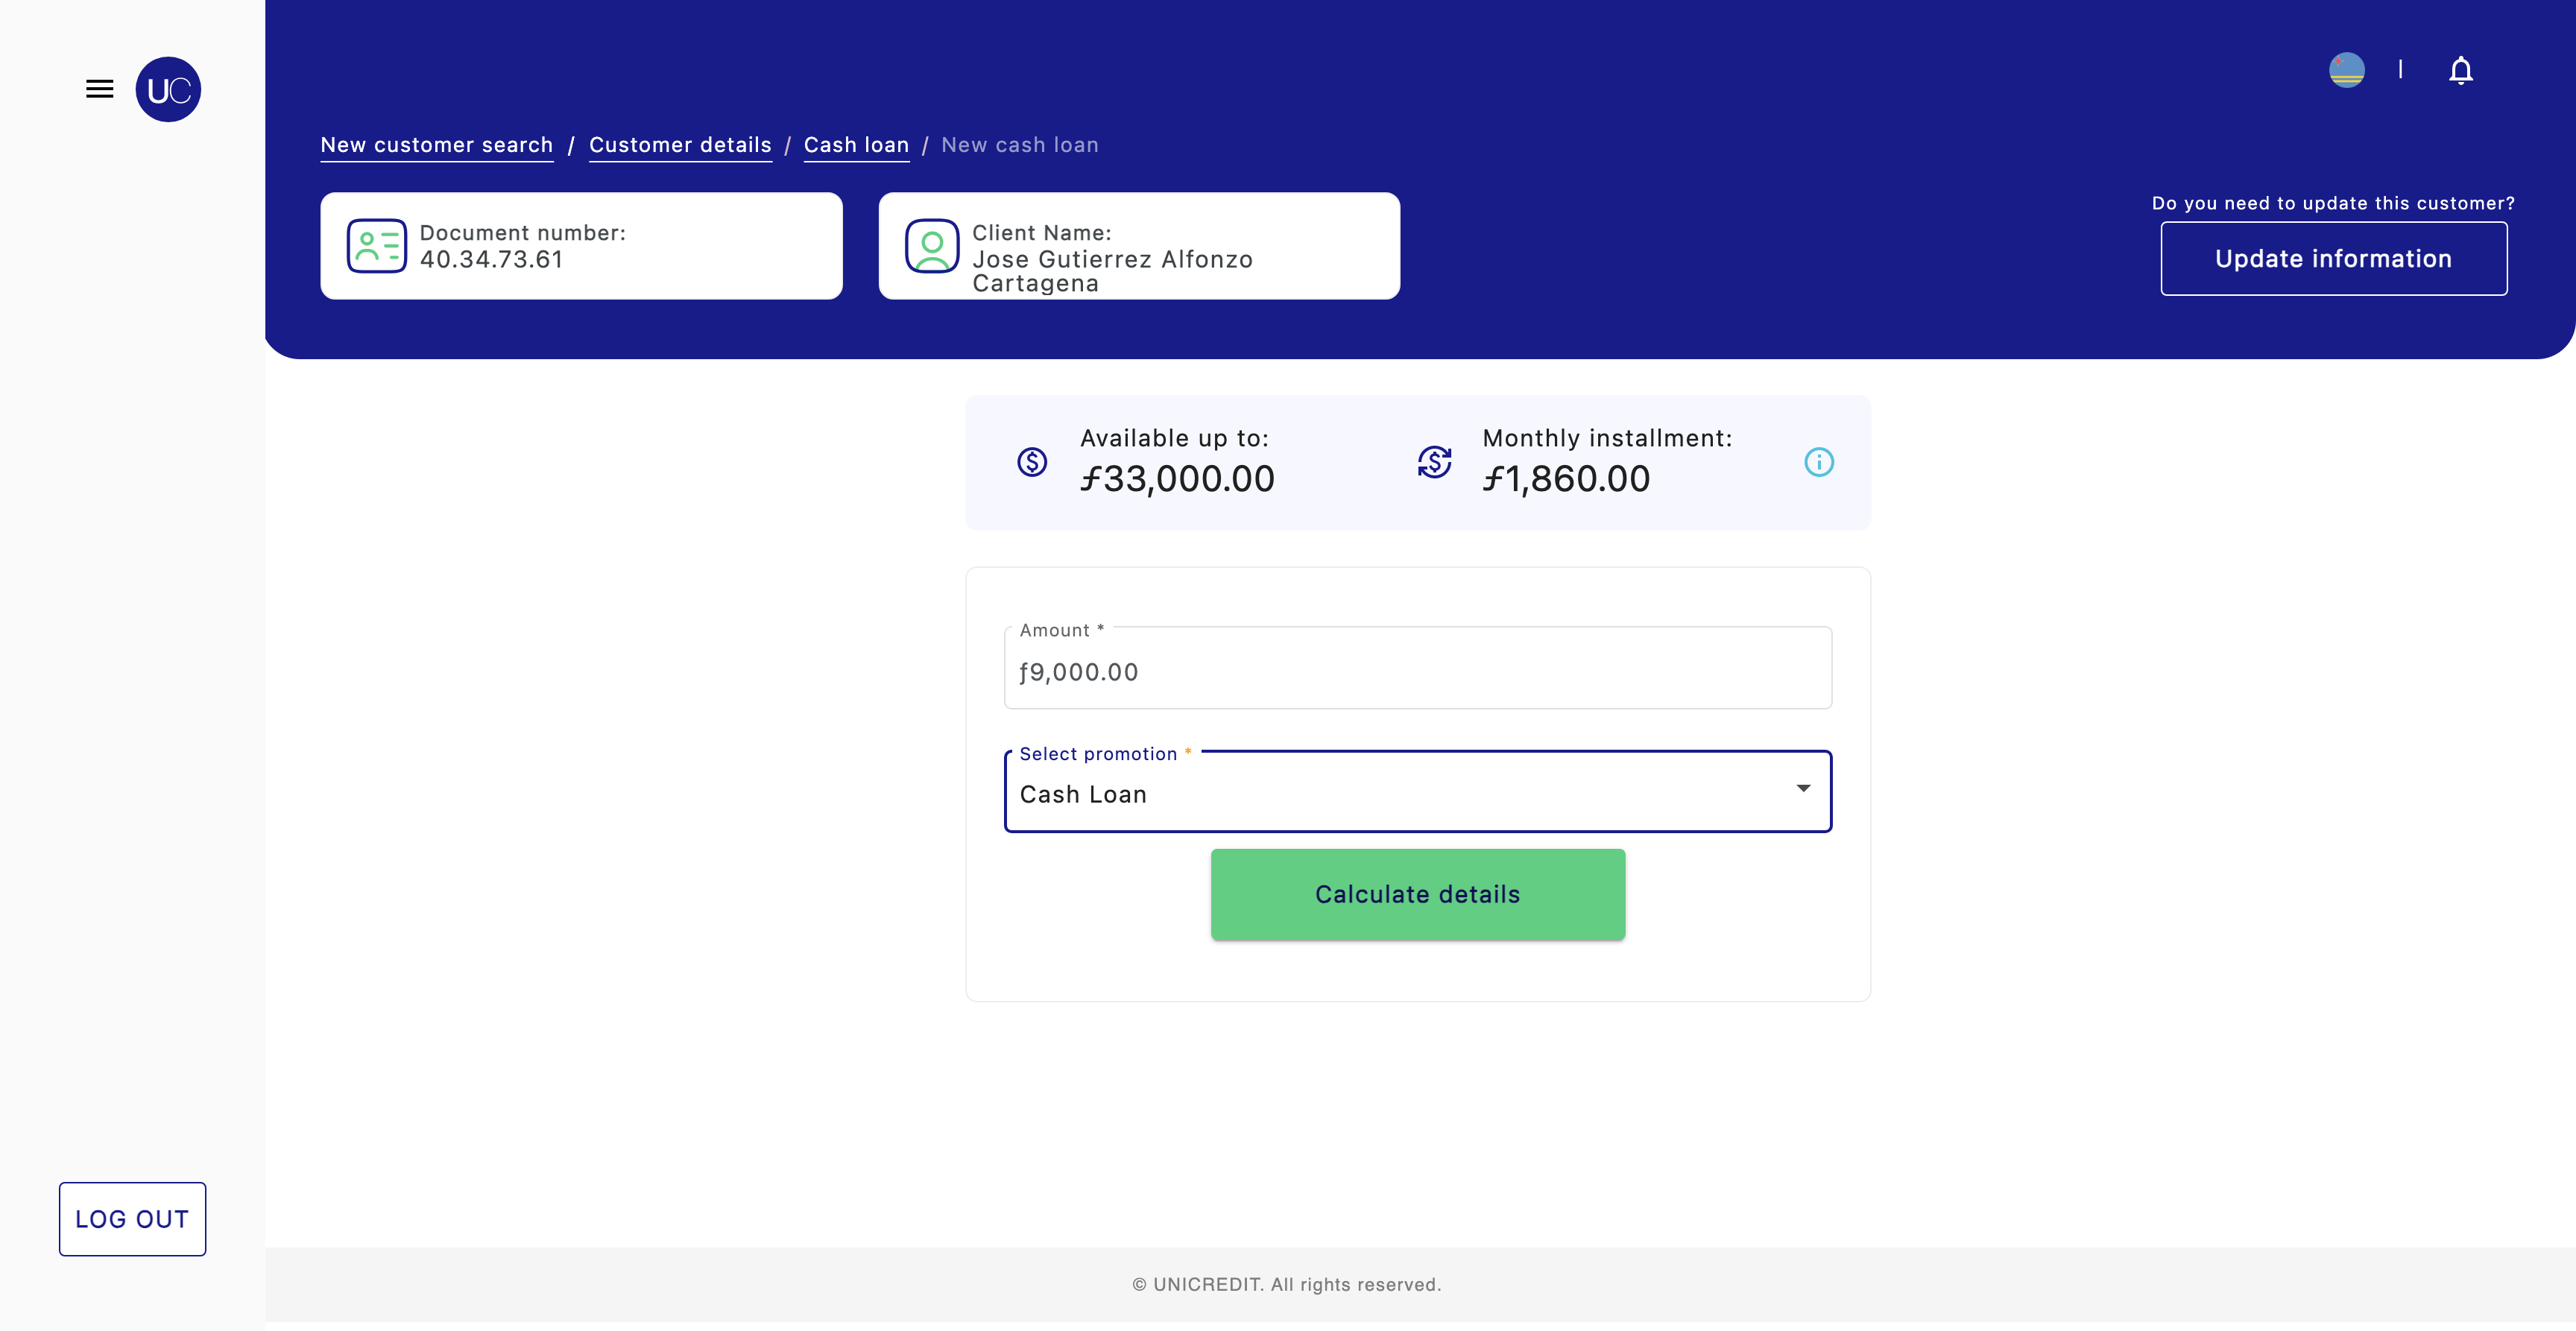 UC
New customer search / Customer details / Cash loan / New cash loan
Document number:
40.34.73.61
Client Name:
Jose Gutierrez Alfonzo
Cartagena
Do you need to update this customer?
Update information
Available up to:
ƒ33,000.00
Monthly installment:
ƒ1,860.00
Amount *
ƒ9,000.00
Select promotion *
Cash Loan
Calculate details
LOG OUT
© UNICREDIT. All rights reserved.